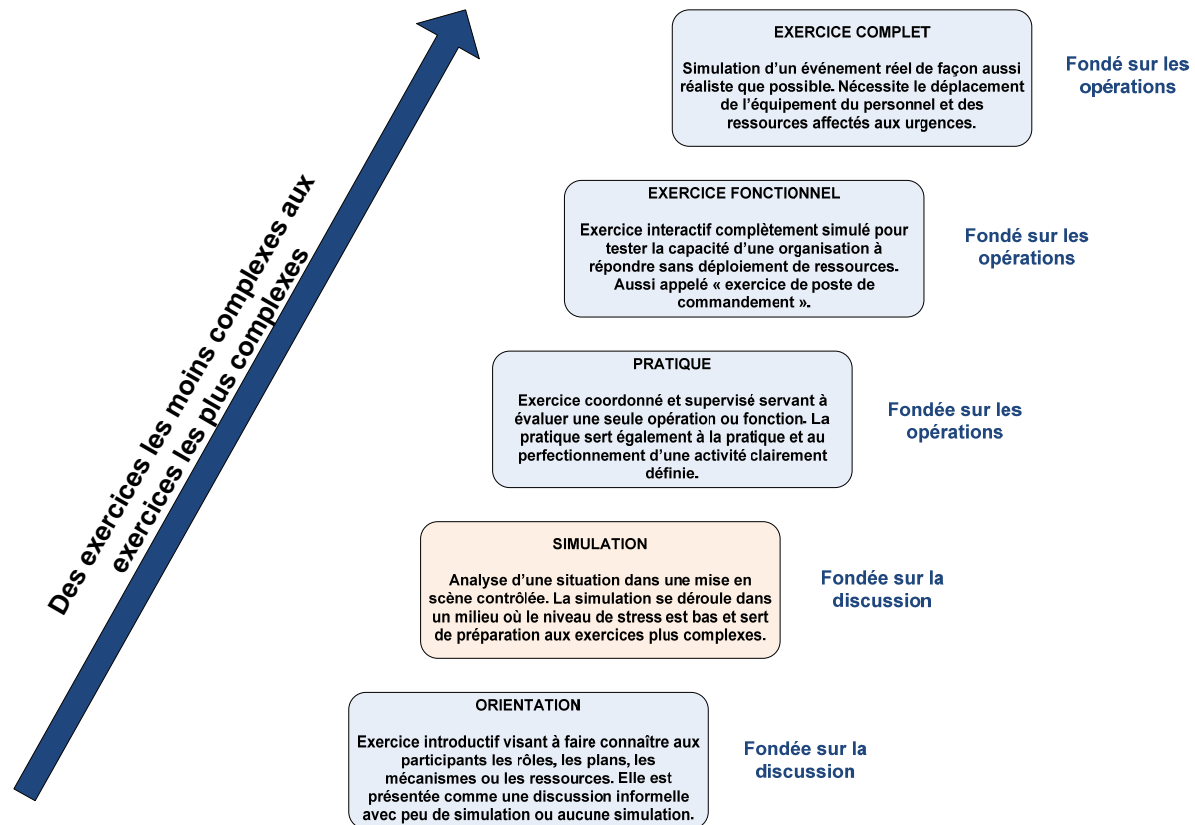 EXERCICE COMPLET
Simulation d'un événement réel de façon aussi
réaliste que possible. Nécessite le déplacement
de l'équipement du personnel et des
ressources affectés aux urgences.
Fondé sur les
opérations
EXERCICE FONCTIONNEL
Exercice interactif complètement simulé pour
tester la capacité d'une organisation à
répondre sans déploiement de ressources.
Aussi appelé « exercice de poste de
commandement ».
Fondé sur les
opérations
Des exercices les moins complexes aux
exercices les plus complexes
PRATIQUE
Exercice coordonné et supervisé servant à
évaluer une seule opération ou fonction. La
pratique sert également à la pratique et au
perfectionnement d'une activité clairement
définie.
Fondée sur les
opérations
SIMULATION
Analyse d'une situation dans une mise en
scène contrôlée. La simulation se déroule dans
un milieu où le niveau de stress est bas et sert
de préparation aux exercices plus complexes.
Fondée sur la
discussion
ORIENTATION
Exercice introductif visant à faire connaître aux
participants les rôles, les plans, les
mécanismes ou les ressources. Elle est
présentée comme une discussion informelle
avec peu de simulation ou aucune simulation.
Fondée sur la
discussion